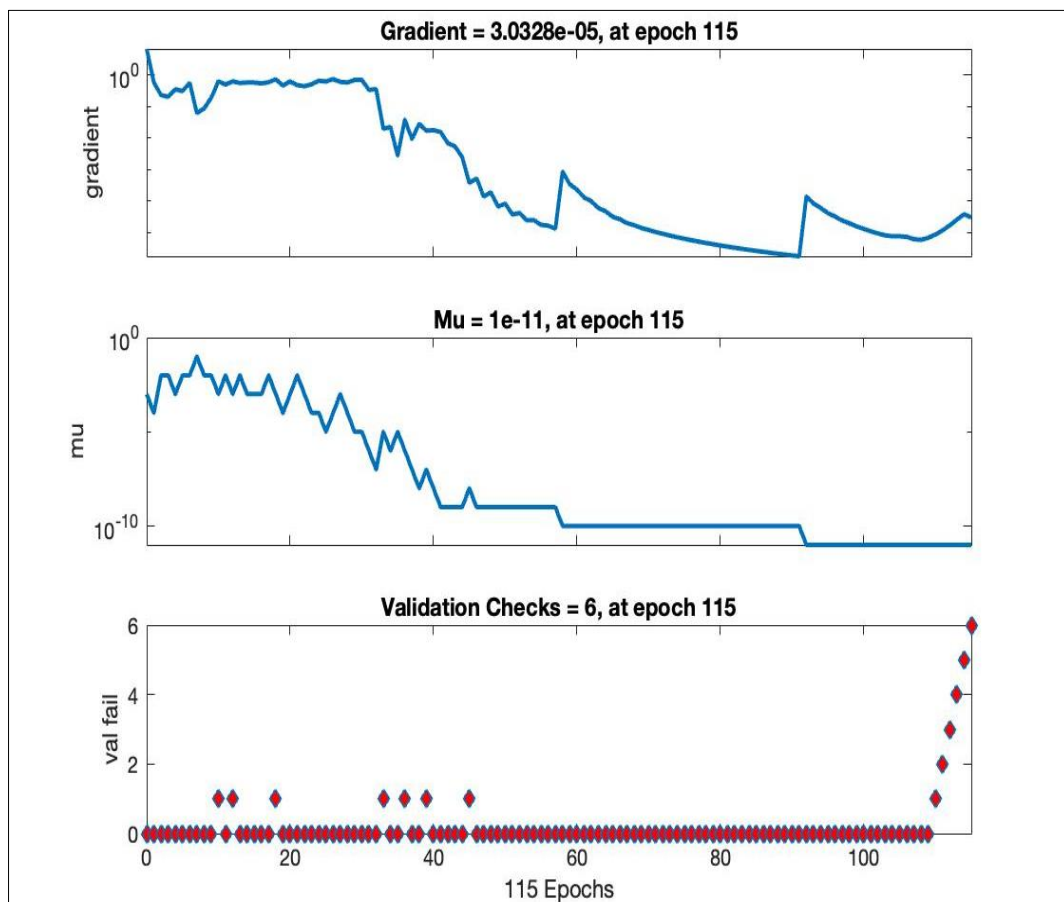 Gradient = 3.0328e-05, at epoch 115
10^0
gradient
Mu = 1e-11, at epoch 115
10^0
mu
10^-10
Validation Checks = 6, at epoch 115
6
4
val fail
2
0
0 20 40 60 80 100
115 Epochs